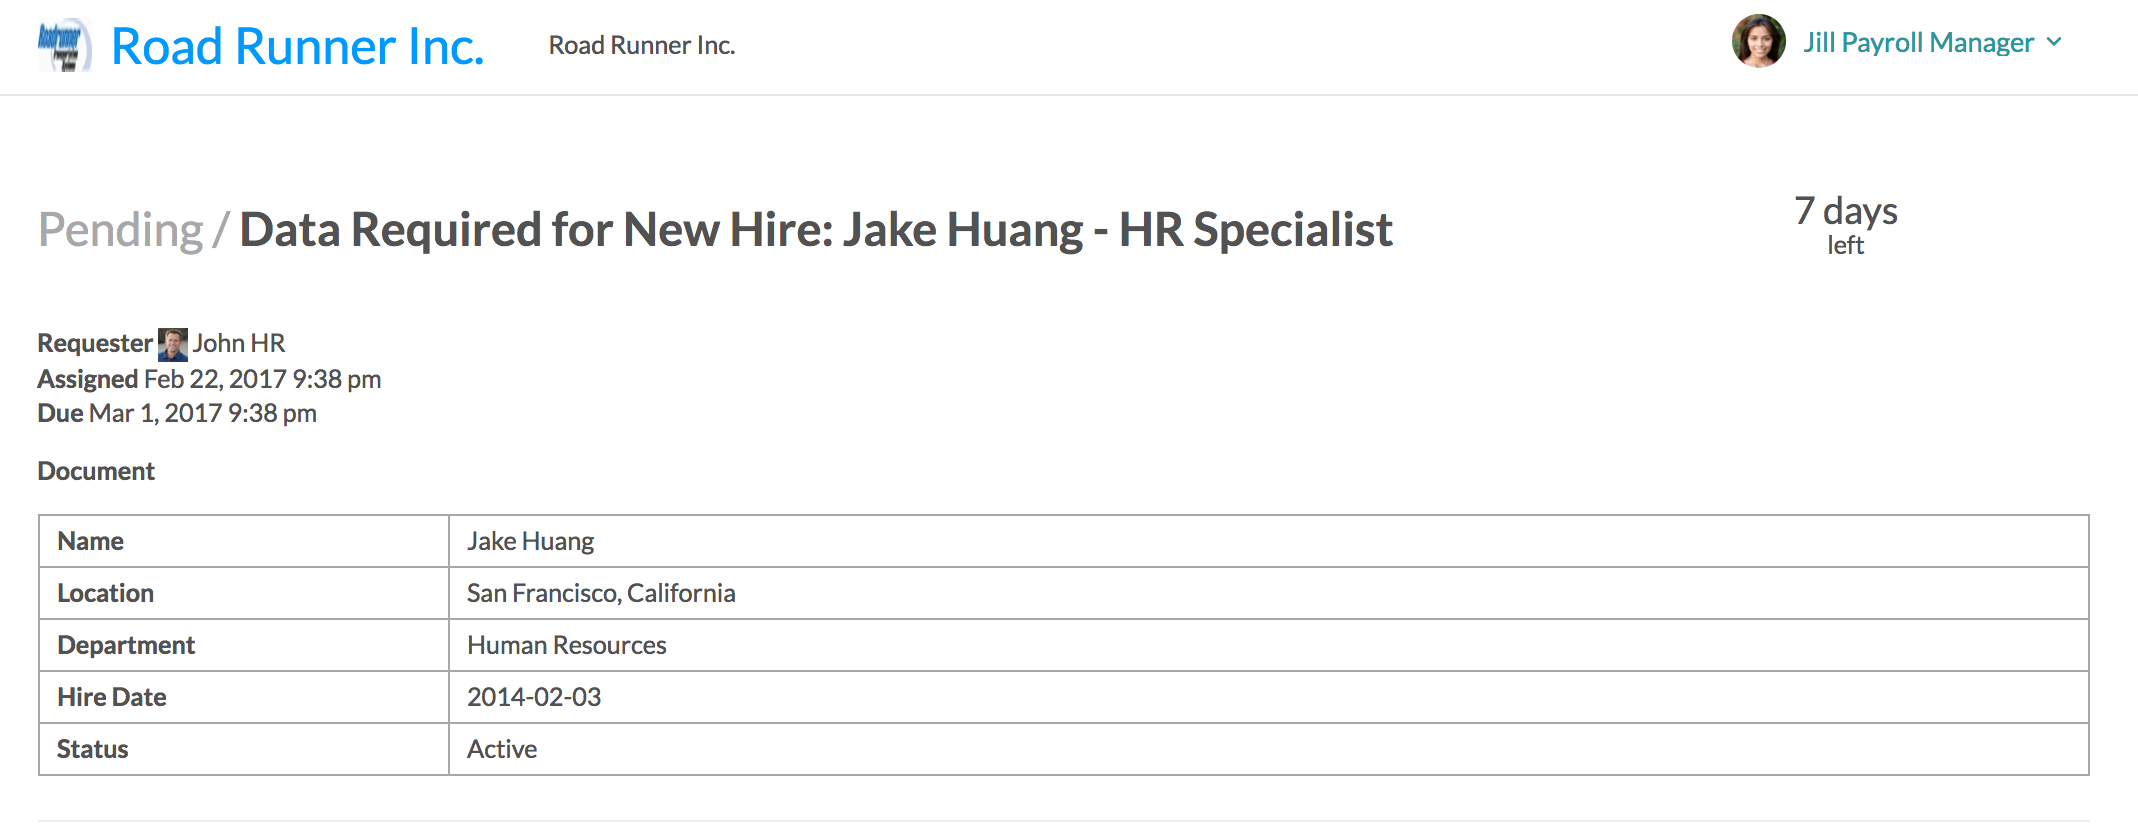 Roadrunner
Road Runner Inc.
Road Runner Inc.
Jill Payroll Manager
Pending / Data Required for New Hire: Jake Huang - HR Specialist
7 days
left
Requester John HR
Assigned Feb 22, 2017 9:38 pm
Due Mar 1, 2017 9:38 pm
Document
Name Jake Huang
Location San Francisco, California
Department Human Resources
Hire Date 2014-02-03
Status Active